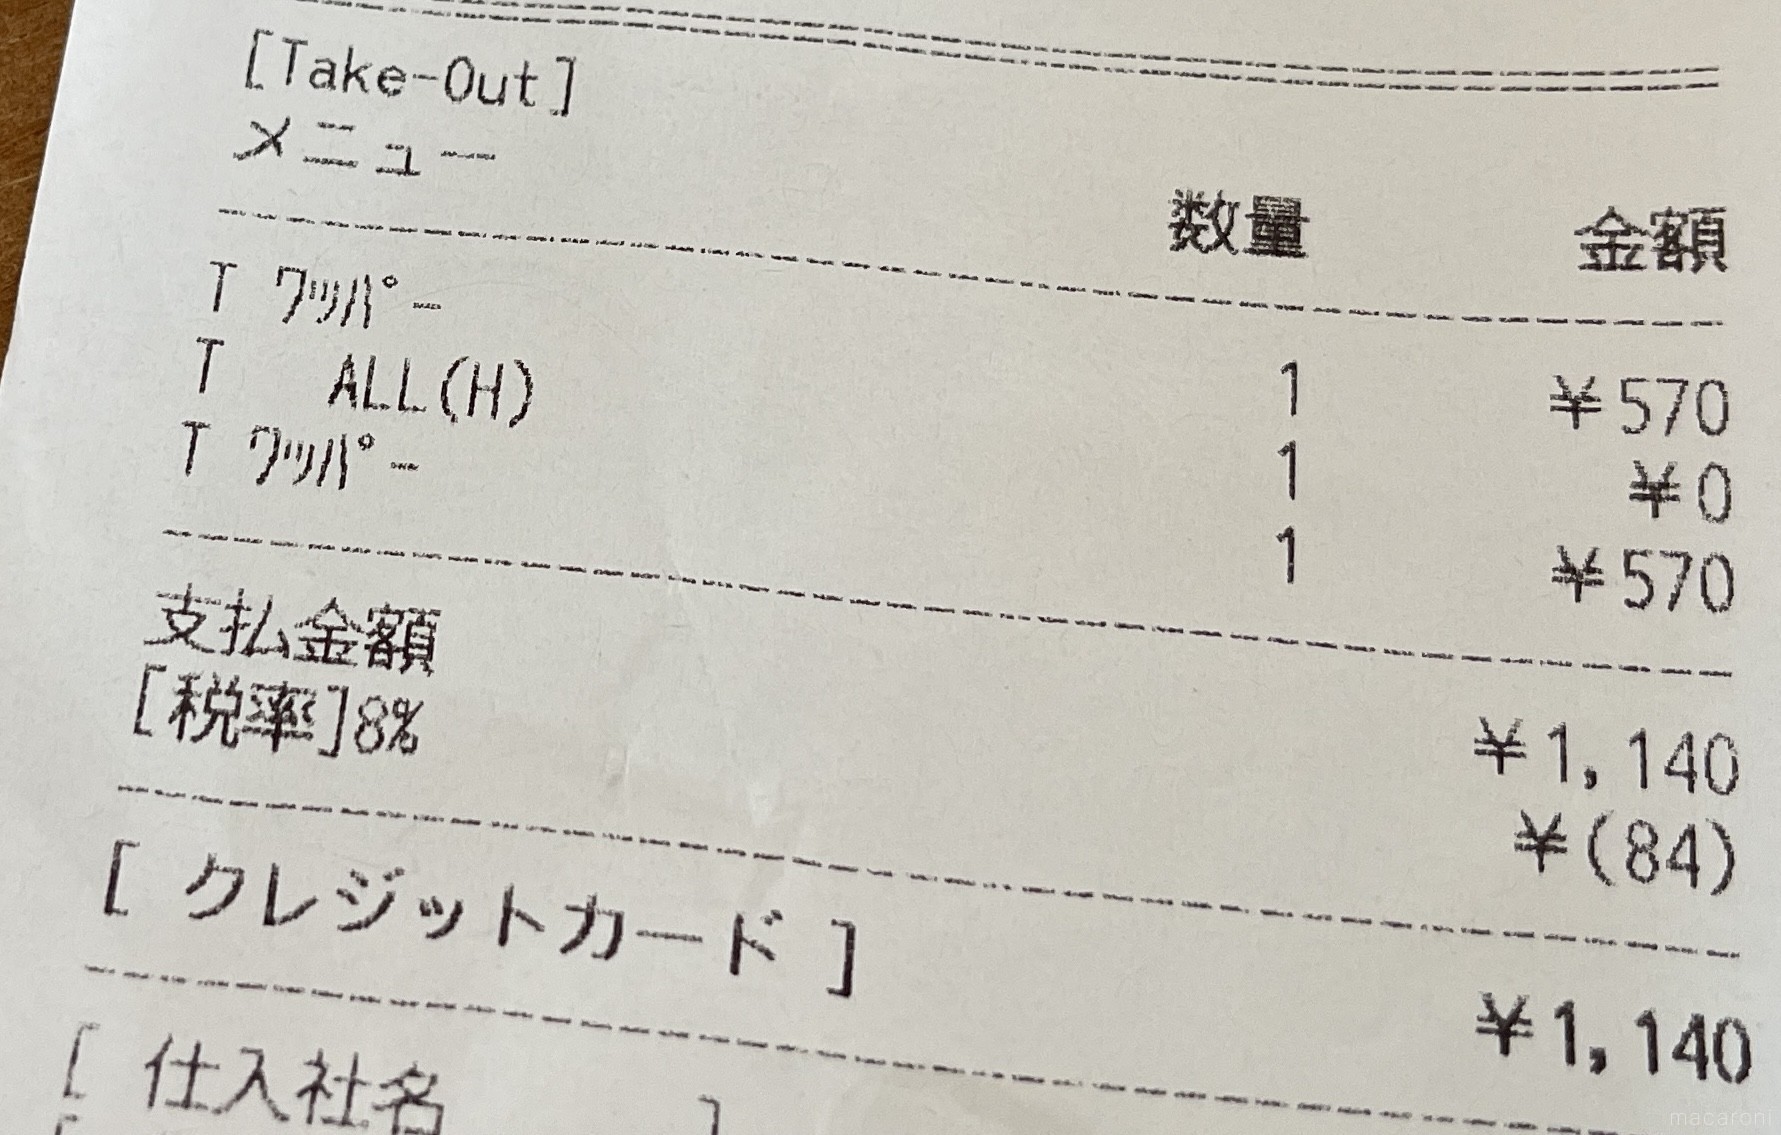 [Take-Out]
メニュー
数量 金額
T ワッパー 1 ¥570
T ALL(H) 1 ¥0
T ワッパー 1 ¥570
支払金額 ¥1,140
[税率]8% ¥(84)
[ クレジットカード ] ¥1,140
[ 仕入社名 ]
[
macaroni